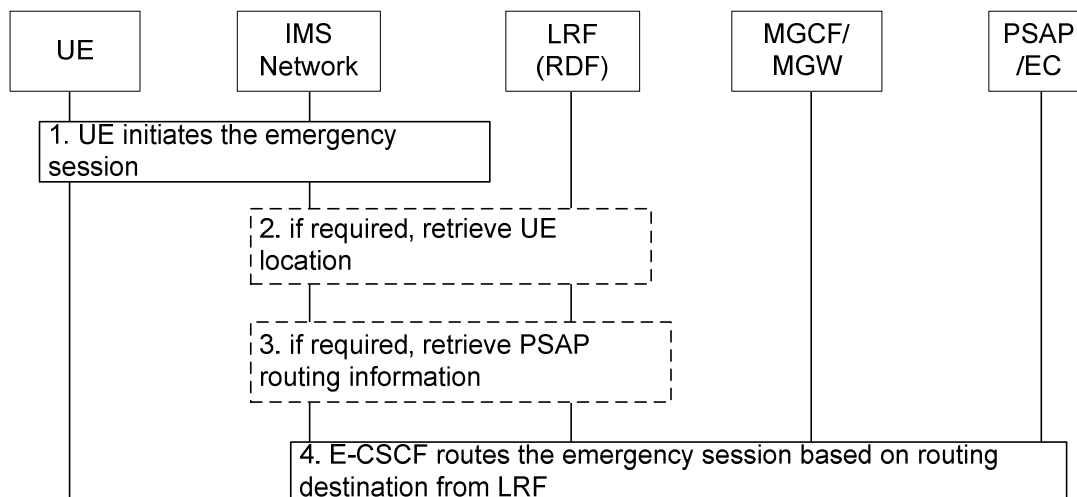 UE
IMS
Network
LRF
(RDF)
MGCF/
MGW
PSAP
/EC
1. UE initiates the emergency
session
2. if required, retrieve UE
location
3. if required, retrieve PSAP
routing information
4. E-CSCF routes the emergency session based on routing
destination from LRF